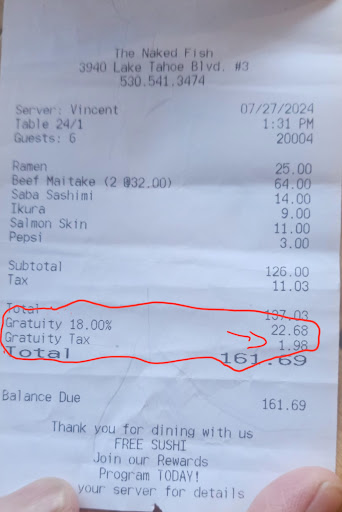 The Naked Fish
3940 Lake Tahoe Blvd. #3
530.541.3474
Server: Vincent 07/27/2024
Table 24/1 1:31 PM
Guests: 6 20004
Ramen 25.00
Beef Maitake (2 @32.00) 64.00
Saba Sashimi 14.00
Ikura 9.00
Salmon Skin 11.00
Pepsi 3.00
Subtotal 126.00
Tax 11.03
Total 137.03
Gratuity 18.00% 22.68
Gratuity Tax 1.98
Total 161.69
Balance Due 161.69
Thank you for dining with us
FREE SUSHI
Join our Rewards
Program TODAY!
your server for details